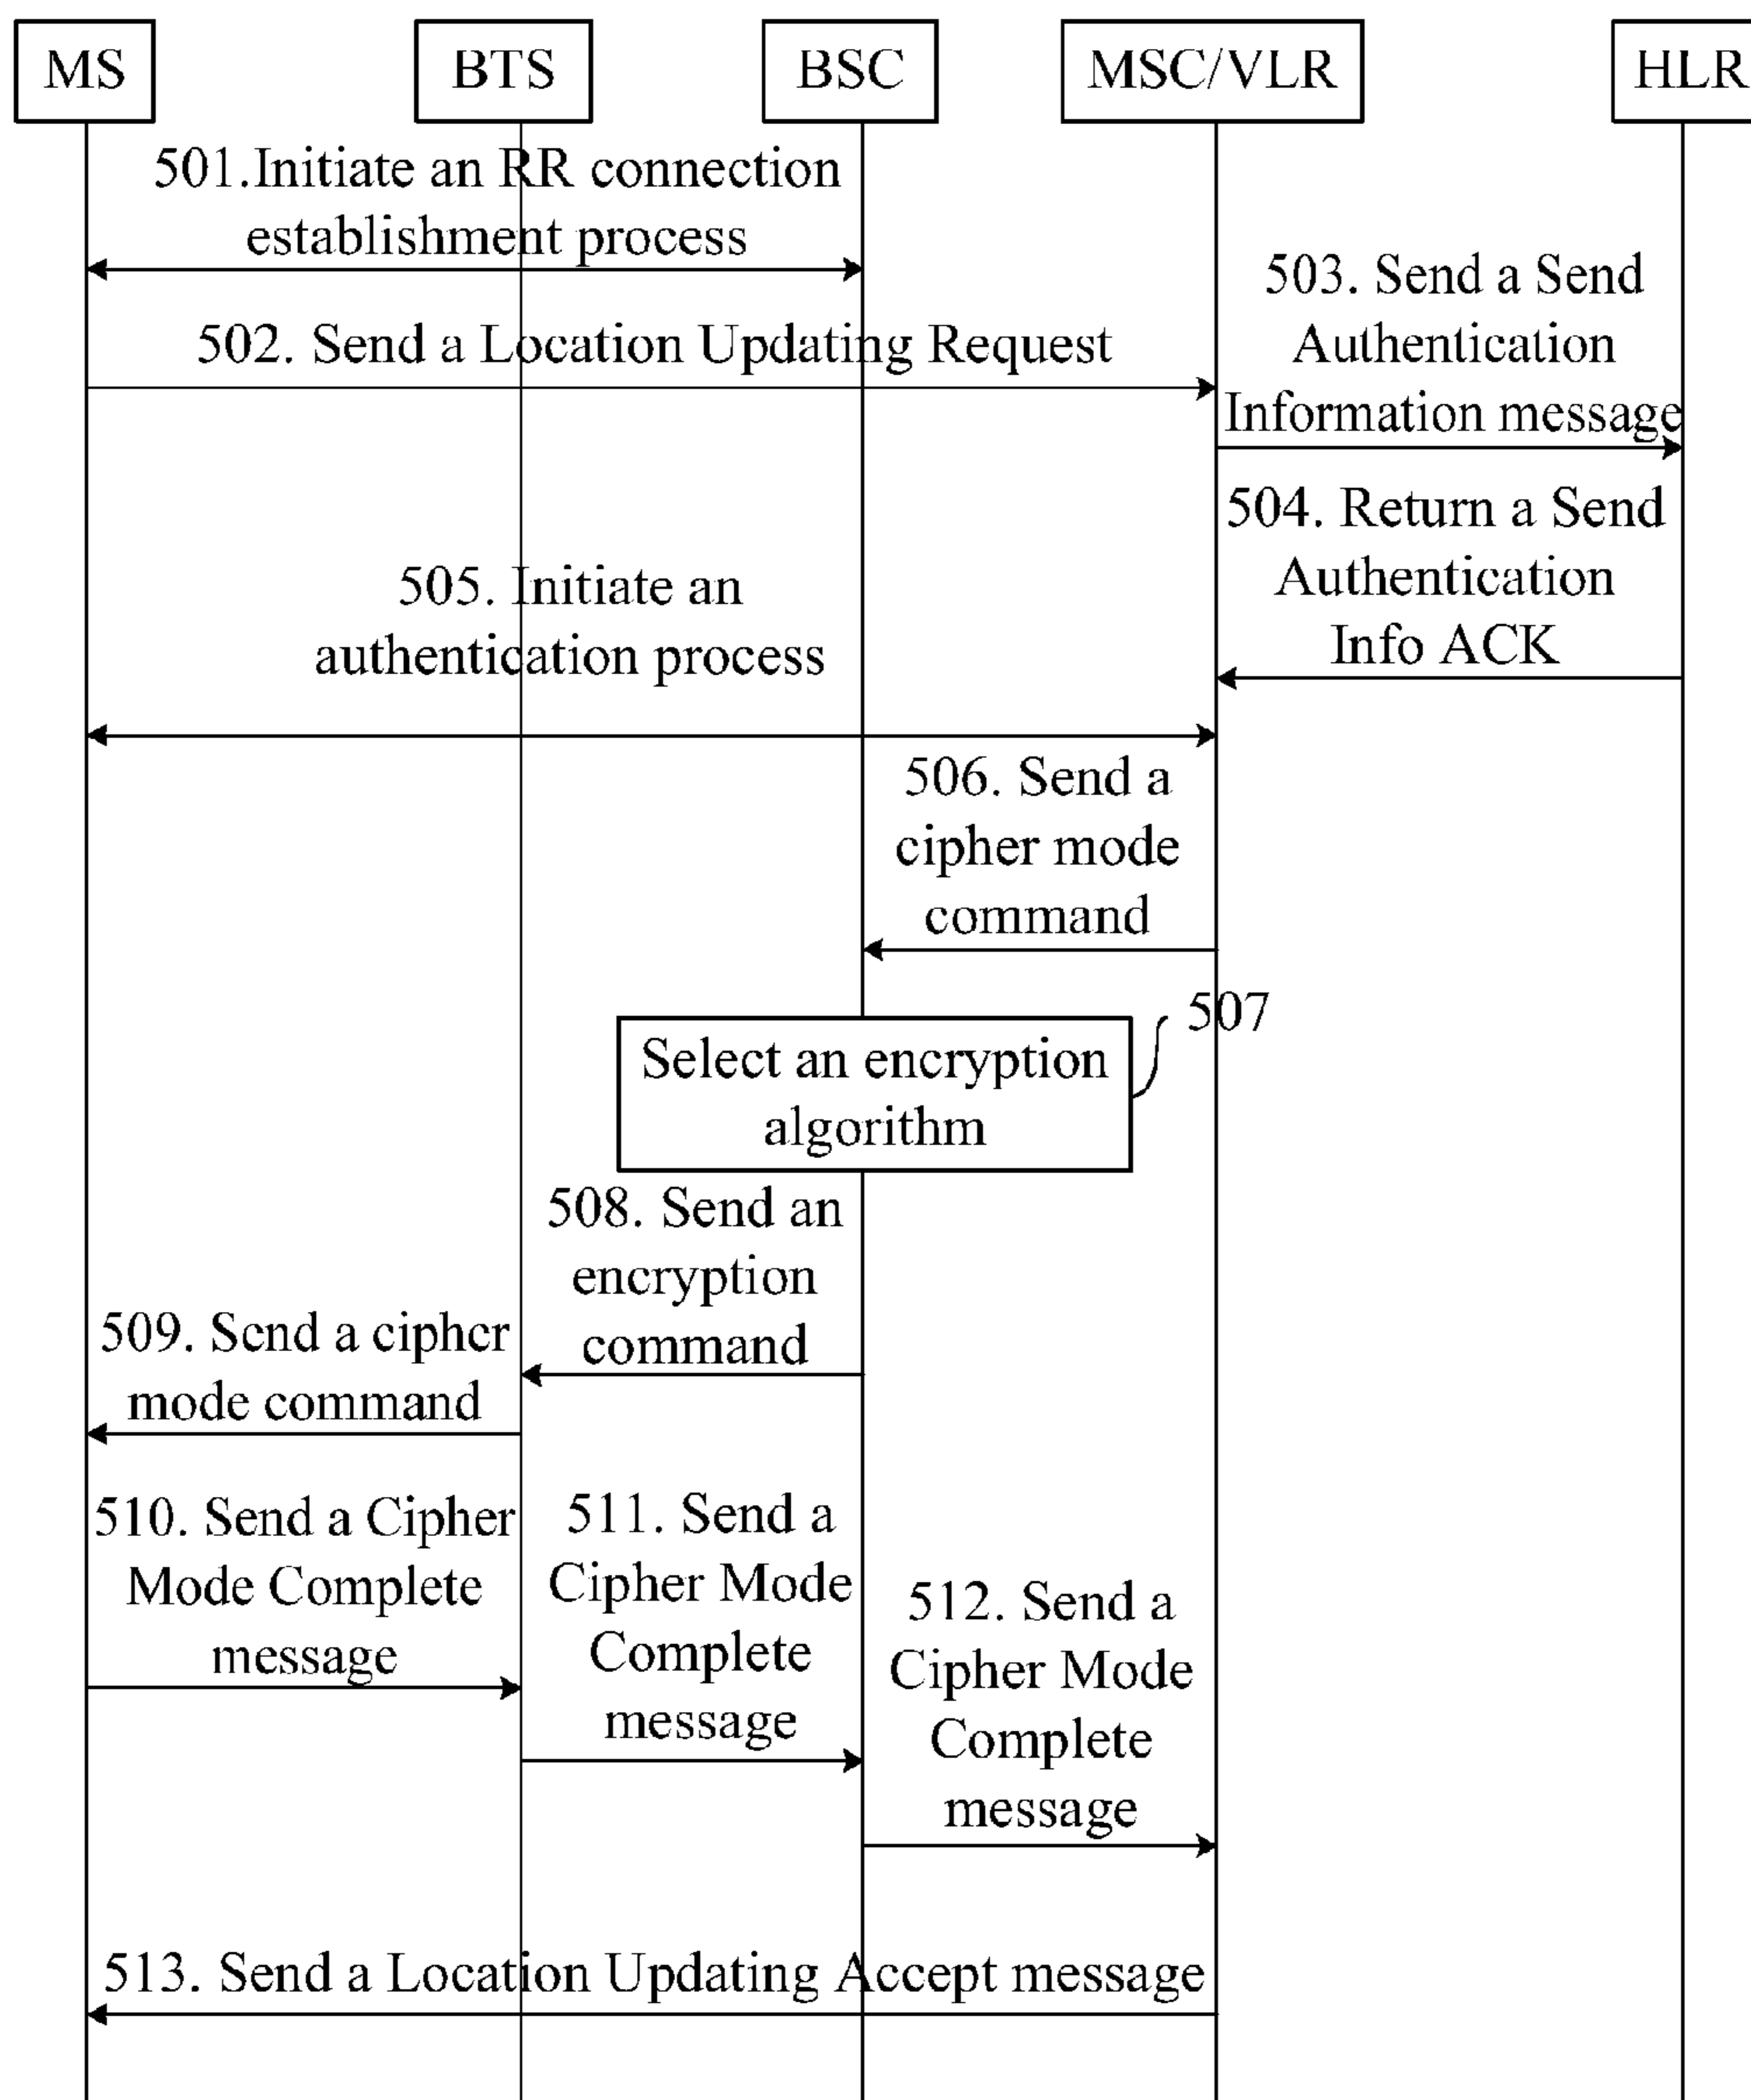 MS
BTS
BSC
MSC/VLR
HLR
501.Initiate an RR connection
establishment process
502. Send a Location Updating Request
503. Send a Send
Authentication
Information message
504. Return a Send
Authentication
Info ACK
505. Initiate an
authentication process
506. Send a
cipher mode
command
507
Select an encryption
algorithm
508. Send an
encryption
command
509. Send a cipher
mode command
510. Send a Cipher
Mode Complete
message
511. Send a
Cipher Mode
Complete
message
512. Send a
Cipher Mode
Complete
message
513. Send a Location Updating Accept message